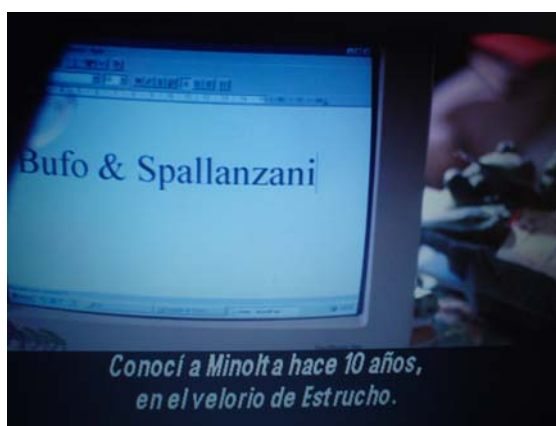 Bufo & Spallanzani
Conocí a Minolta hace 10 años,
en el velorio de Estrucho.